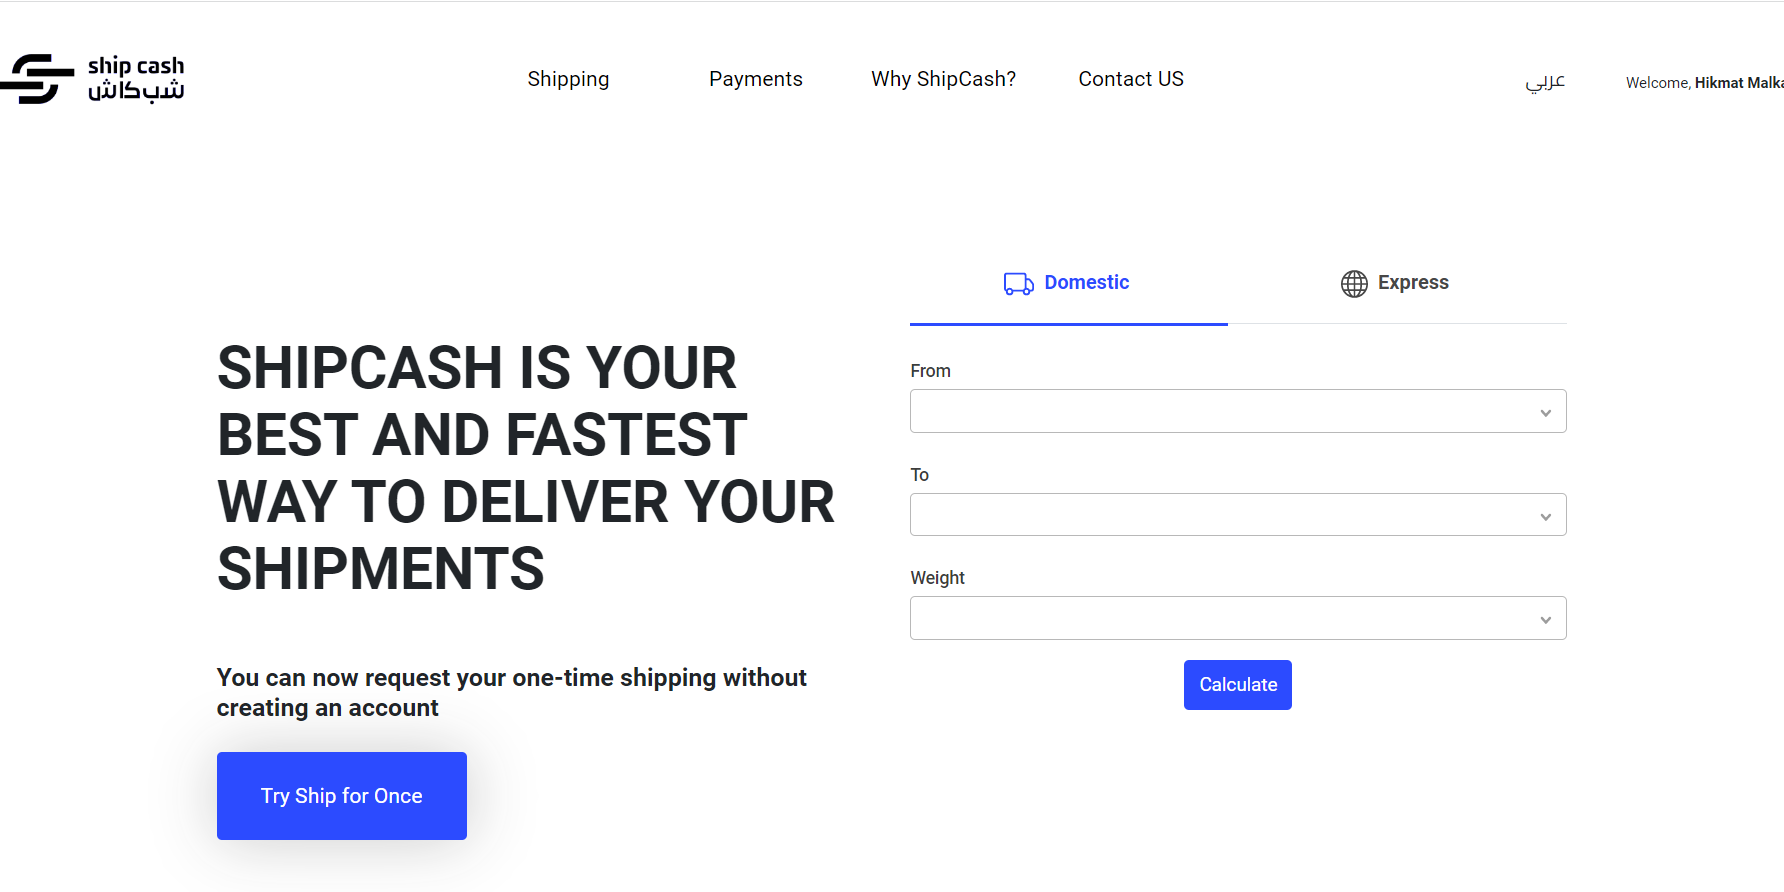 ship cash
شب كاش
Shipping
Payments
Why ShipCash?
Contact US
عربي
Welcome, Hikmat Malka
Domestic
Express
SHIPCASH IS YOUR
BEST AND FASTEST
WAY TO DELIVER YOUR
SHIPMENTS
You can now request your one-time shipping without
creating an account
Try Ship for Once
From
To
Weight
Calculate